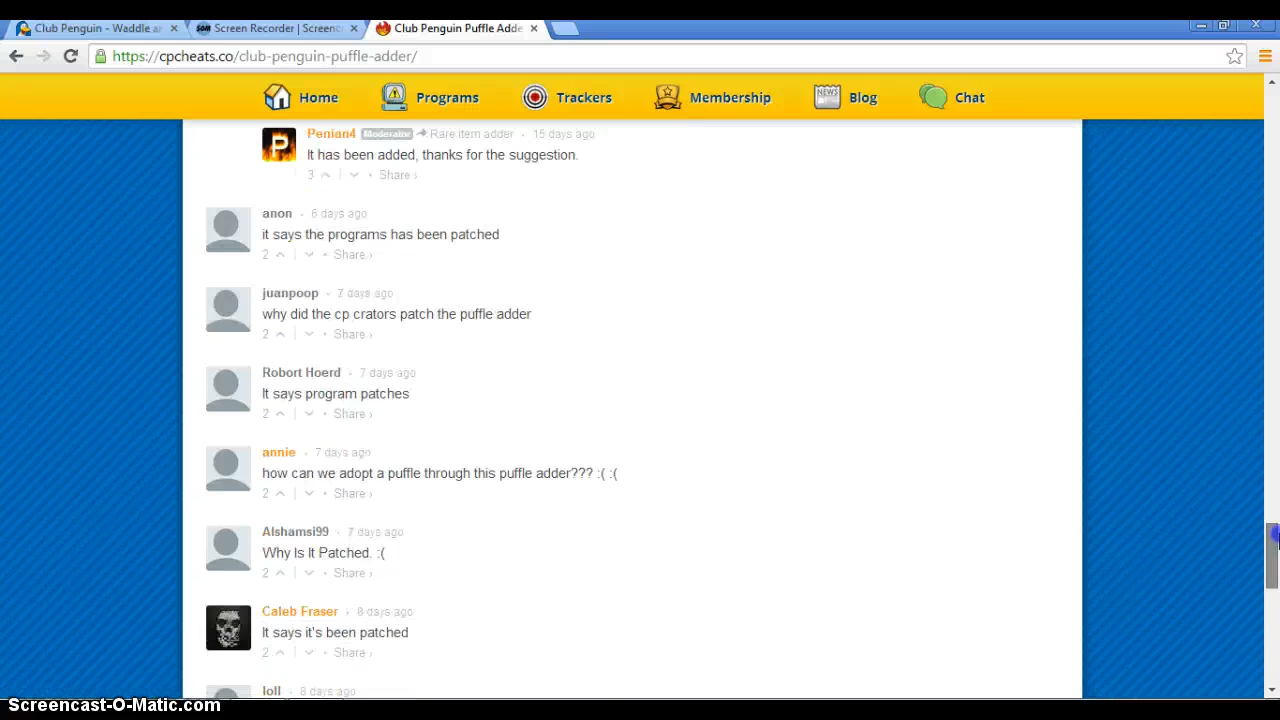 Club Penguin - Waddle a
Screen Recorder | Screenc
Club Penguin Puffle Adde
https://cpcheats.co/club-penguin-puffle-adder/
Home
Programs
Trackers
Membership
NEWS
Blog
Chat
P
Penian4 Moderator Rare item adder · 15 days ago
It has been added, thanks for the suggestion.
3 | · Share ›
anon · 6 days ago
it says the programs has been patched
2 | · Share ›
juanpoop · 7 days ago
why did the cp crators patch the puffle adder
2 | · Share ›
Robort Hoerd · 7 days ago
It says program patches
2 | · Share ›
annie · 7 days ago
how can we adopt a puffle through this puffle adder??? :( :(
2 | · Share ›
Alshamsi99 · 7 days ago
Why Is It Patched. :(
2 | · Share ›
Caleb Fraser · 8 days ago
It says it's been patched
2 | · Share ›
loll · 8 days ago
Screencast-O-Matic.com